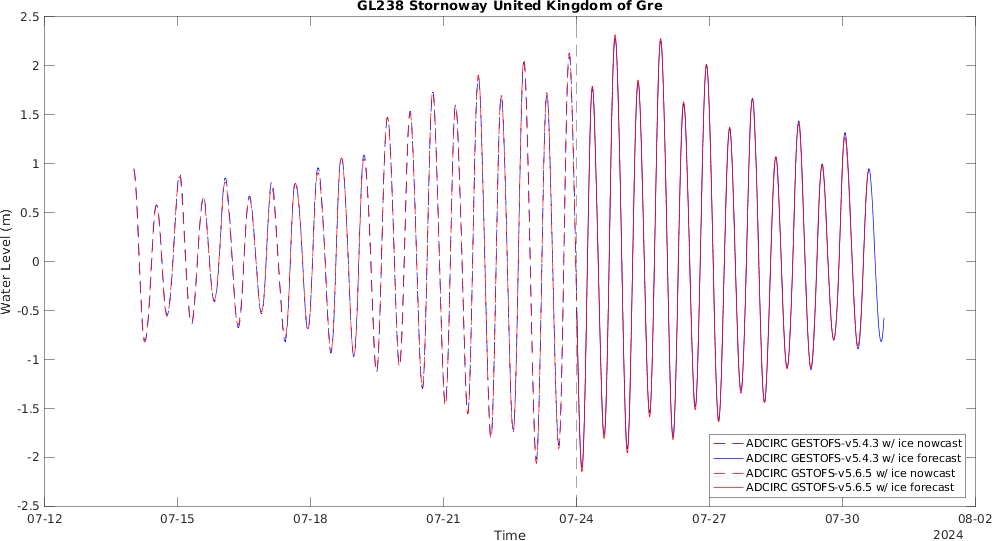 GL238 Stornoway United Kingdom of Gre
2.5
2
1.5
1
0.5
0
-0.5
-1
-1.5
-2
-2.5
Water Level (m)
07-12 07-15 07-18 07-21 07-24 07-27 07-30 08-02
Time
2024
ADCIRC GESTOFS-v5.4.3 w/ ice nowcast
ADCIRC GESTOFS-v5.4.3 w/ ice forecast
ADCIRC GSTOFS-v5.6.5 w/ ice nowcast
ADCIRC GSTOFS-v5.6.5 w/ ice forecast